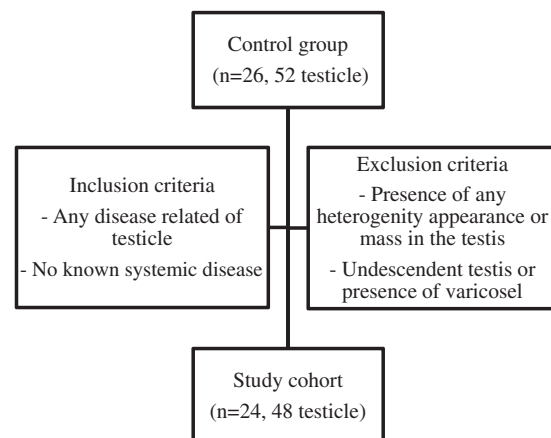 Control group
(n=26, 52 testicle)
Inclusion criteria
- Any disease related of
testicle
- No known systemic disease
Exclusion criteria
- Presence of any
heterogenity appearance or
mass in the testis
- Undescendent testis or
presence of varicosel
Study cohort
(n=24, 48 testicle)